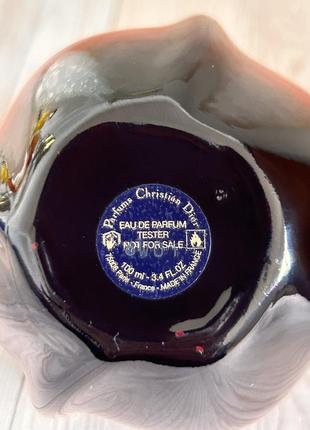 Parfums Christian Dior
EAU DE PARFUM
TESTER
NOT FOR SALE
100 ml - 3.4 FL.OZ
75008 Paris - France - MADE IN FRANCE